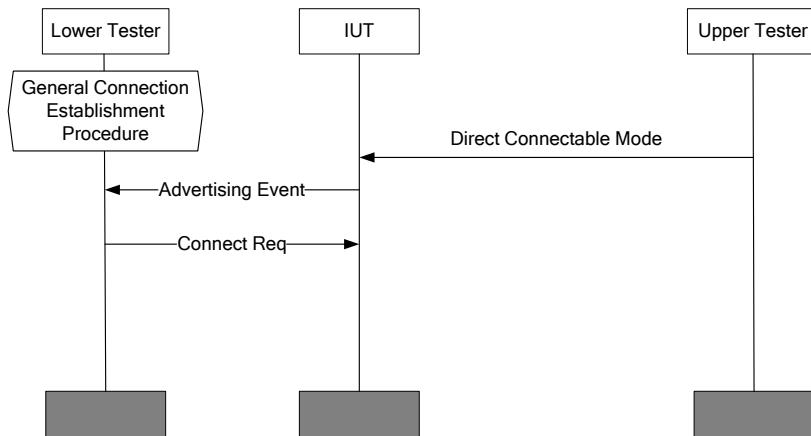 Lower Tester
IUT
Upper Tester
General Connection
Establishment
Procedure
Direct Connectable Mode
Advertising Event
Connect Req